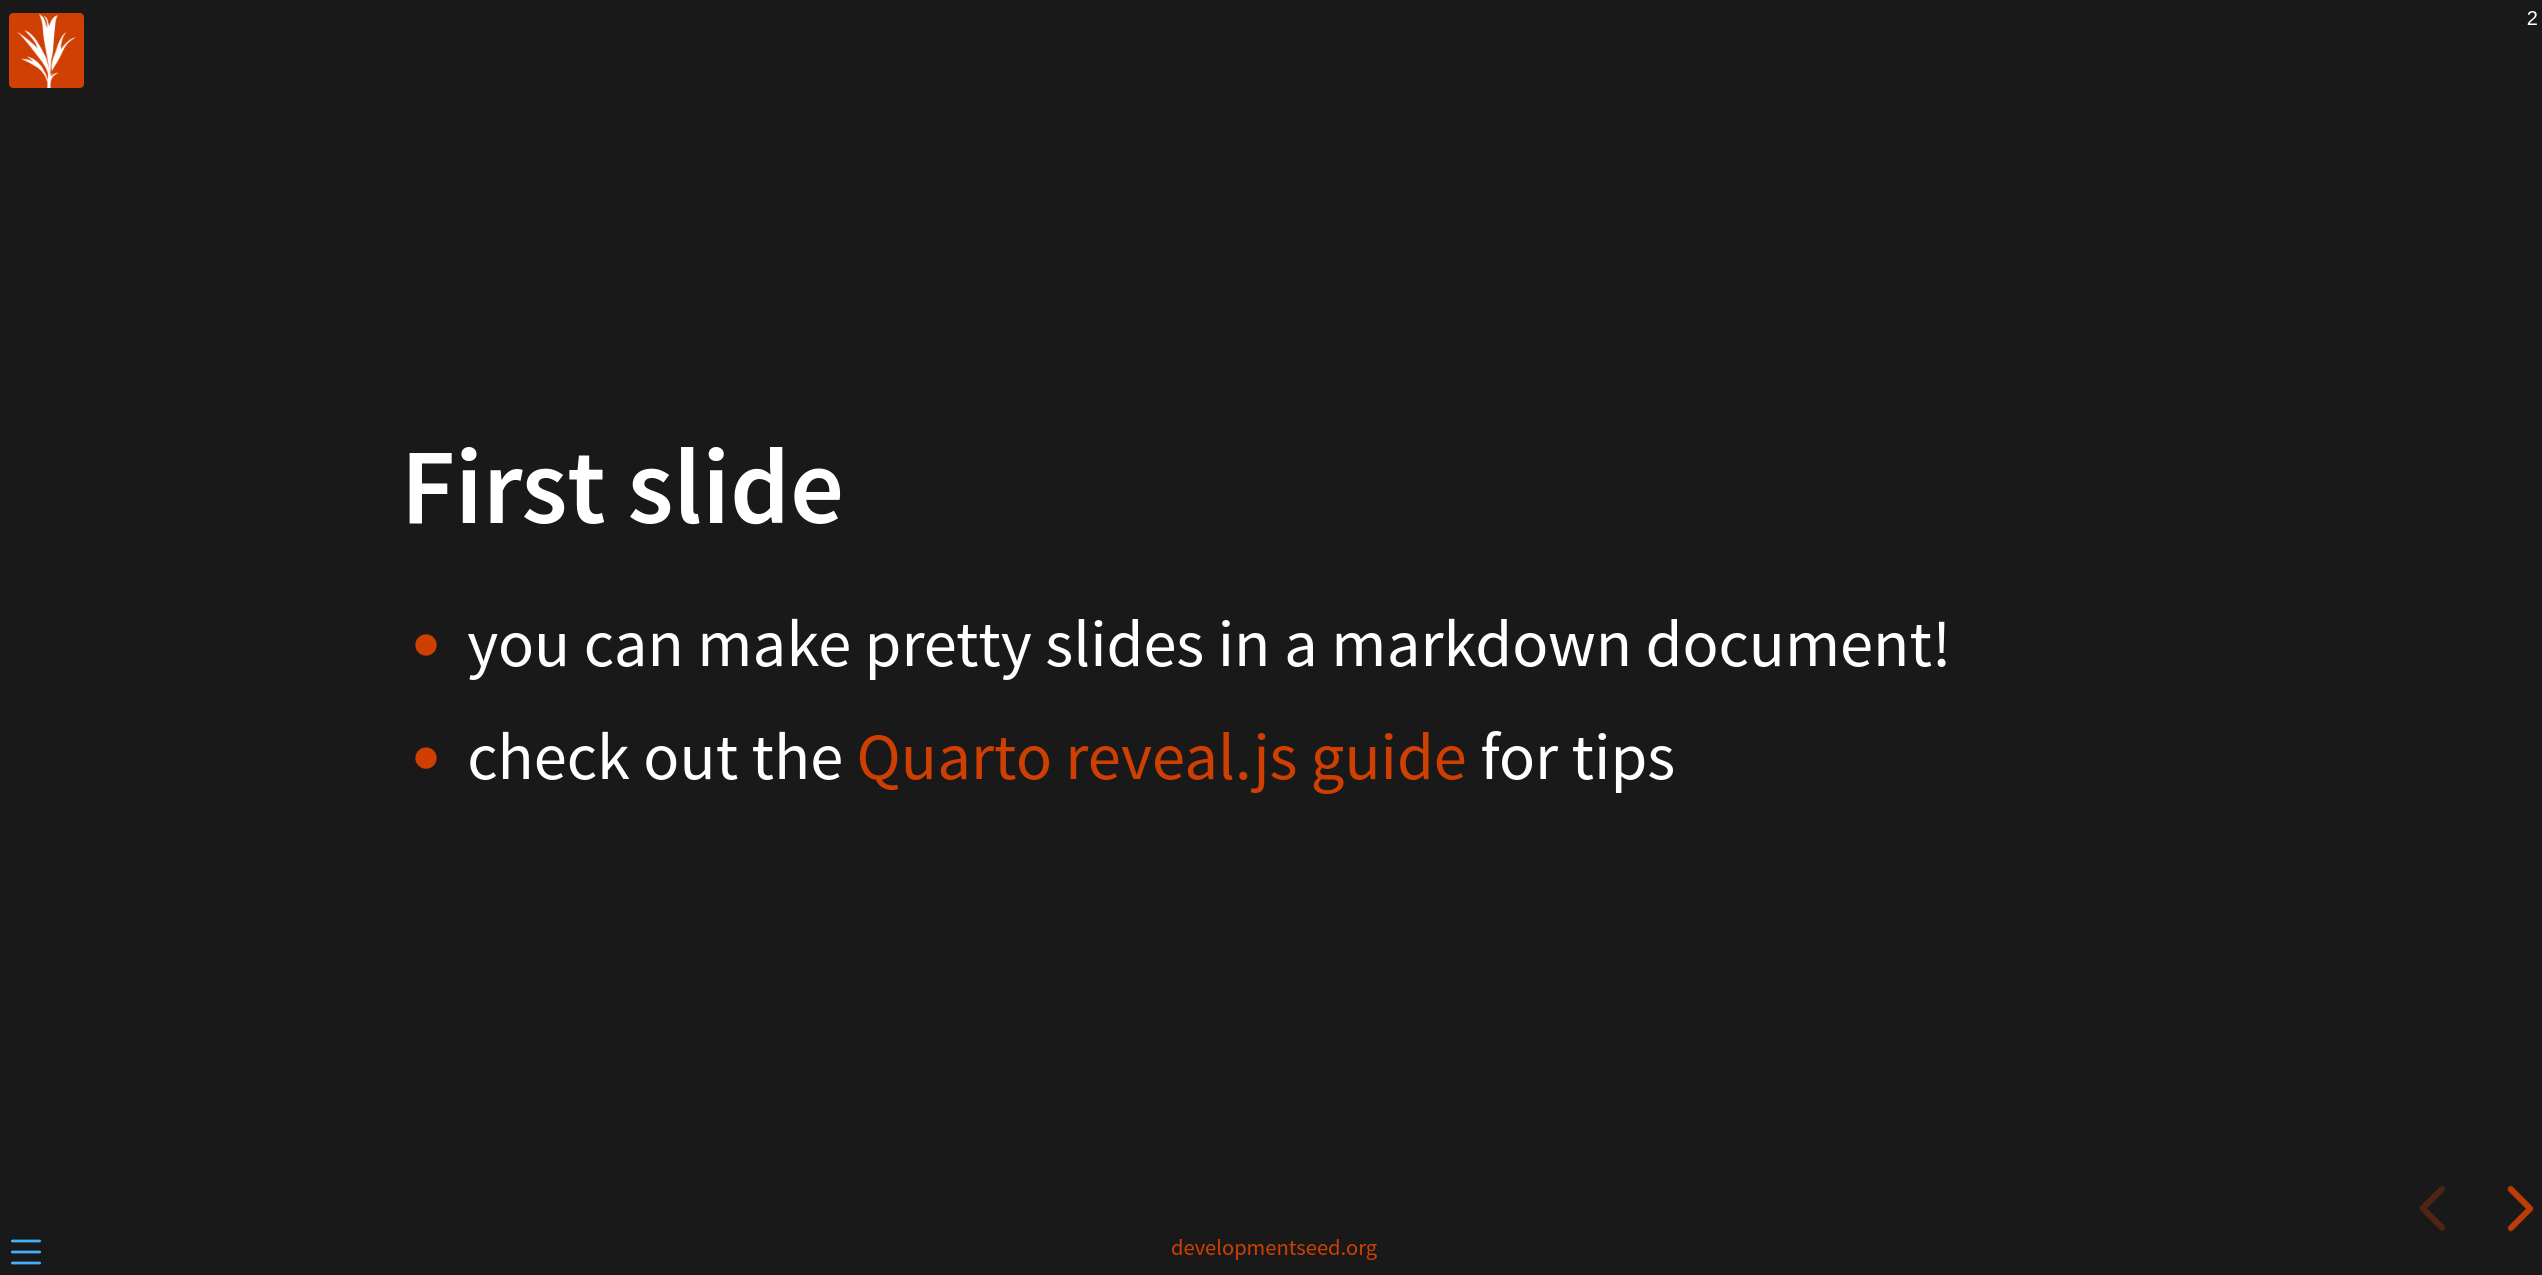 2
First slide
you can make pretty slides in a markdown document!
check out the Quarto reveal.js guide for tips
developmentseed.org